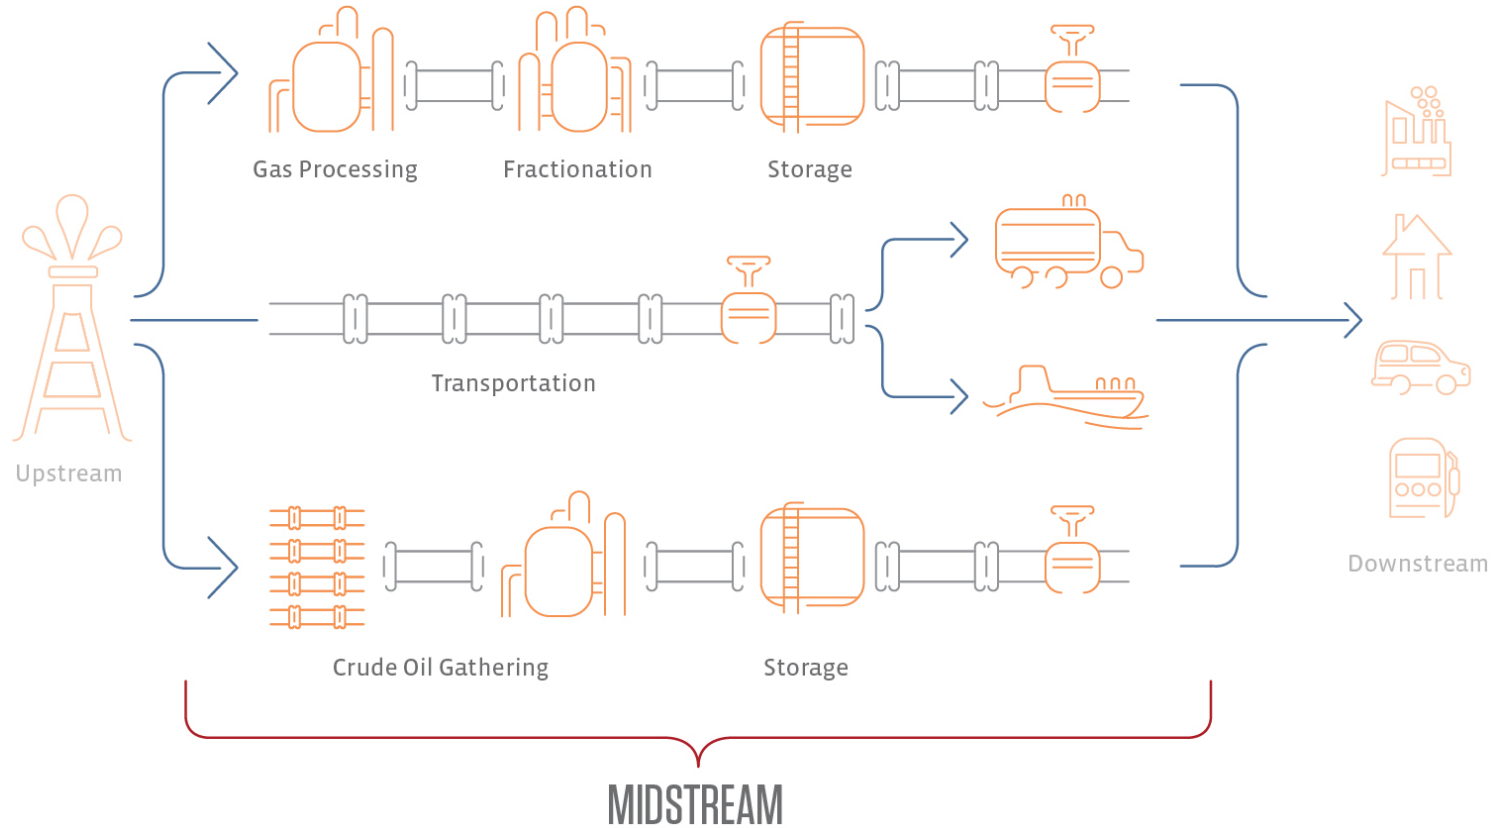 Gas Processing
Fractionation
Storage
Transportation
Upstream
Crude Oil Gathering
Storage
Downstream
MIDSTREAM